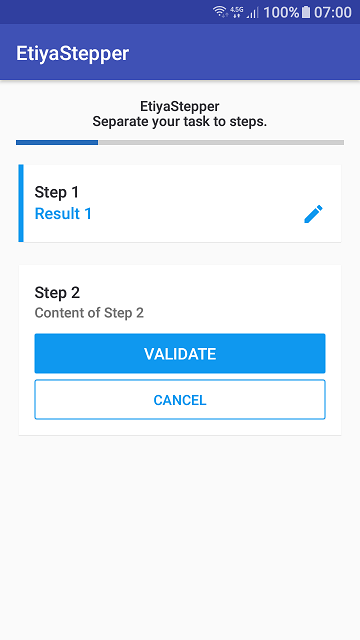 4.5G 100% 07:00
EtiyaStepper
EtiyaStepper
Separate your task to steps.
Step 1
Result 1
Step 2
Content of Step 2
VALIDATE
CANCEL